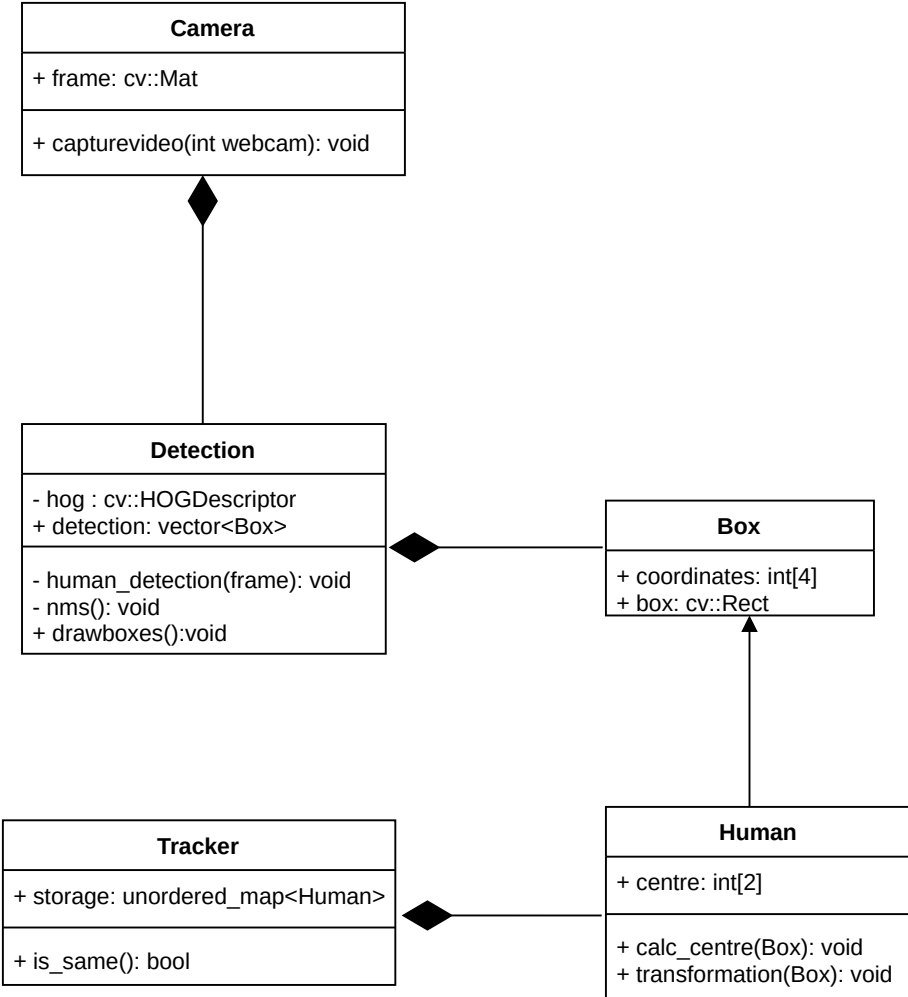 Camera
+ frame: cv::Mat
+ capturevideo(int webcam): void
Detection
- hog : cv::HOGDescriptor
+ detection: vector<Box>
- human_detection(frame): void
- nms(): void
+ drawboxes():void
Box
+ coordinates: int[4]
+ box: cv::Rect
Tracker
+ storage: unordered_map<Human>
+ is_same(): bool
Human
+ centre: int[2]
+ calc_centre(Box): void
+ transformation(Box): void